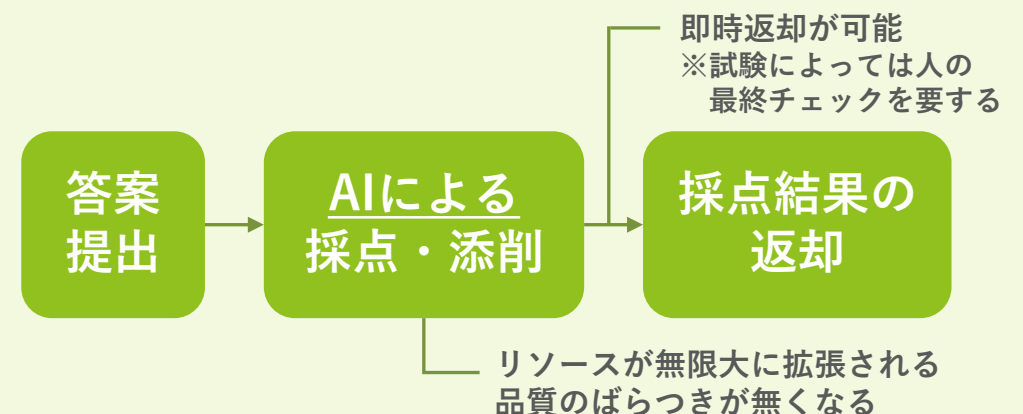 即時返却が可能
※試験によっては人の
最終チェックを要する
答案
提出
AIによる
採点・添削
採点結果の
返却
リソースが無限大に拡張される
品質のばらつきが無くなる